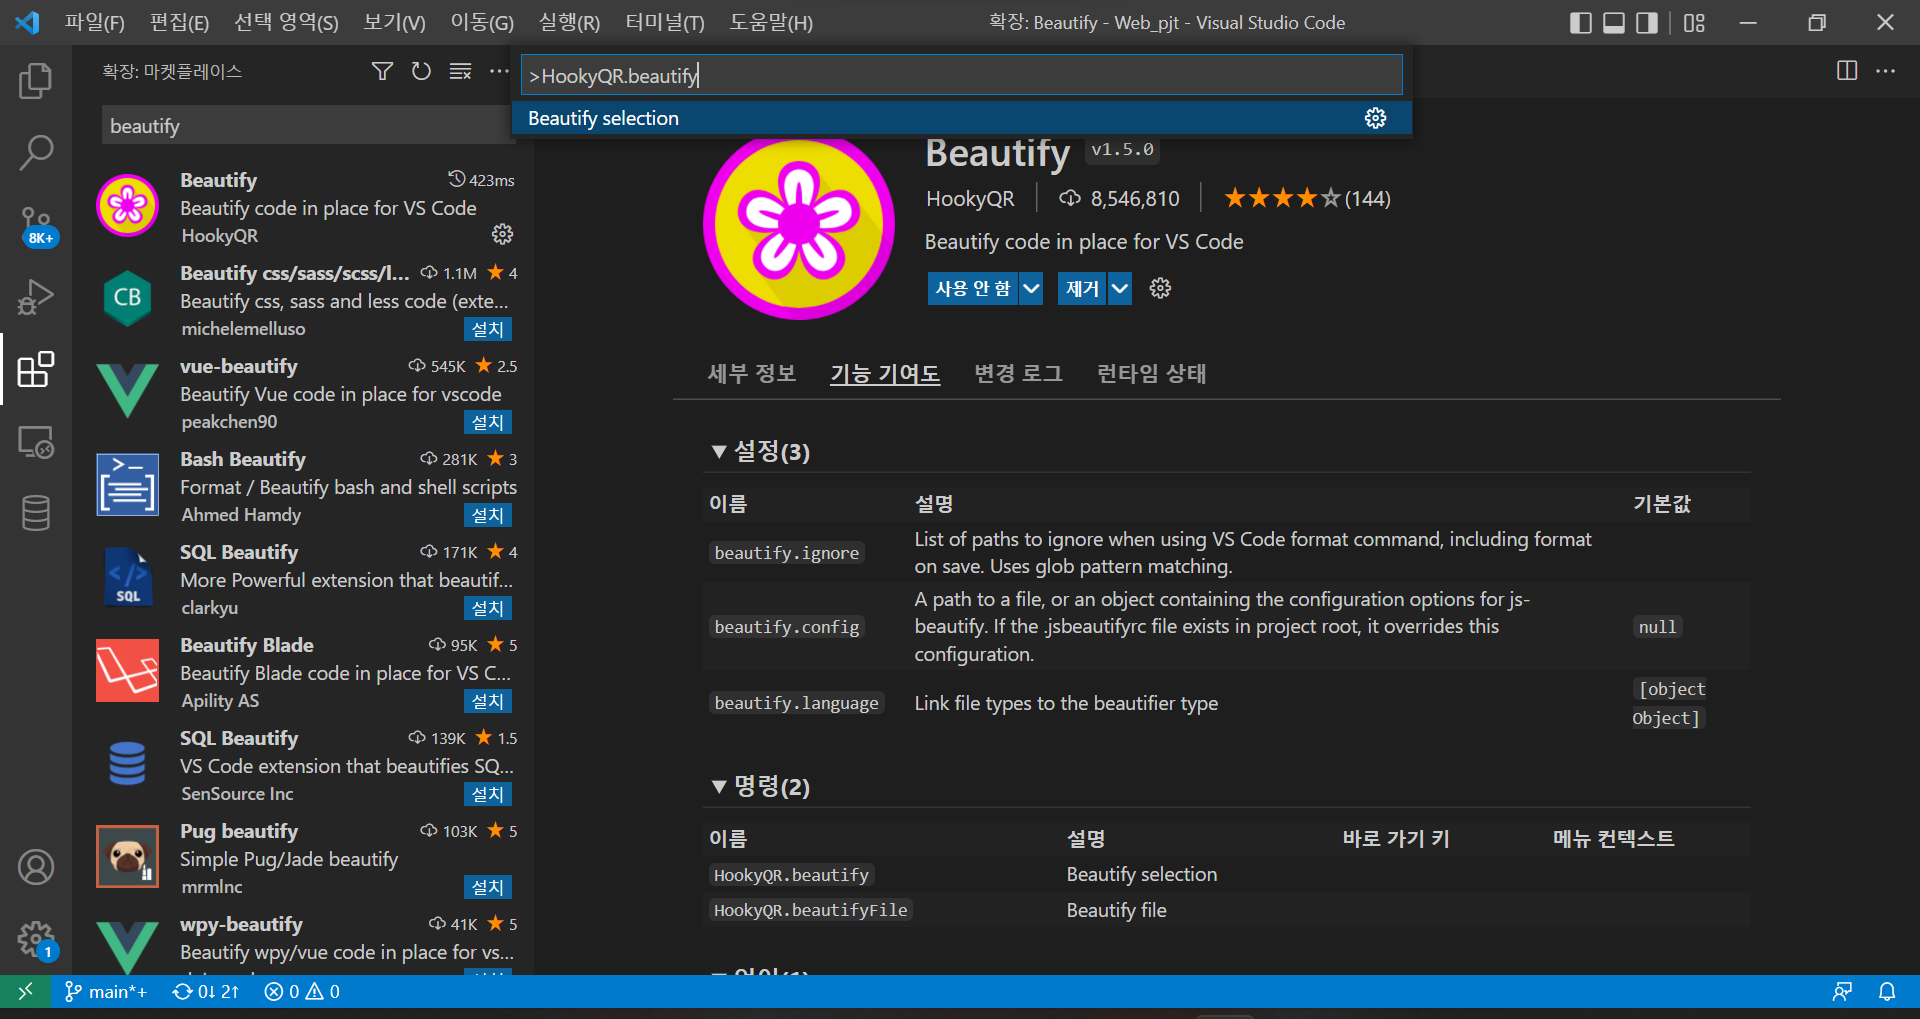 파일(F) 편집(E) 선택 영역(S) 보기(V) 이동(G) 실행(R) 터미널(T) 도움말(H) 확장: Beautify - Web_pjt - Visual Studio Code
확장: 마켓플레이스
>HookyQR.beautify
Beautify selection
beautify
8K+
Beautify 423ms
Beautify code in place for VS Code
HookyQR
Beautify css/sass/scss/l... 1.1M 4
Beautify css, sass and less code (exte...
michelemelluso 설치
CB
vue-beautify 545K 2.5
Beautify Vue code in place for vscode
peakchen90 설치
Bash Beautify 281K 3
Format / Beautify bash and shell scripts
Ahmed Hamdy 설치
SQL Beautify 171K 4
More Powerful extension that beautif...
clarkyu 설치
SQL
Beautify Blade 95K 5
Beautify Blade code in place for VS C...
Apility AS 설치
SQL Beautify 139K 1.5
VS Code extension that beautifies SQ...
SenSource Inc 설치
Pug beautify 103K 5
Simple Pug/Jade beautify
mrmlnc 설치
wpy-beautify 41K 5
Beautify wpy/vue code in place for vs...
1
Beautify v1.5.0
HookyQR 8,546,810 (144)
Beautify code in place for VS Code
사용 안 함 제거
세부 정보 기능 기여도 변경 로그 런타임 상태
설정(3)
이름 설명 기본값
beautify.ignore List of paths to ignore when using VS Code format command, including format
on save. Uses glob pattern matching.
beautify.config A path to a file, or an object containing the configuration options for js-
beautify. If the .jsbeautifyrc file exists in project root, it overrides this
configuration. null
beautify.language Link file types to the beautifier type [object
Object]
명령(2)
이름 설명 바로 가기 키 메뉴 컨텍스트
HookyQR.beautify Beautify selection
HookyQR.beautifyFile Beautify file
main*+ 0↓ 2↑ 0 0